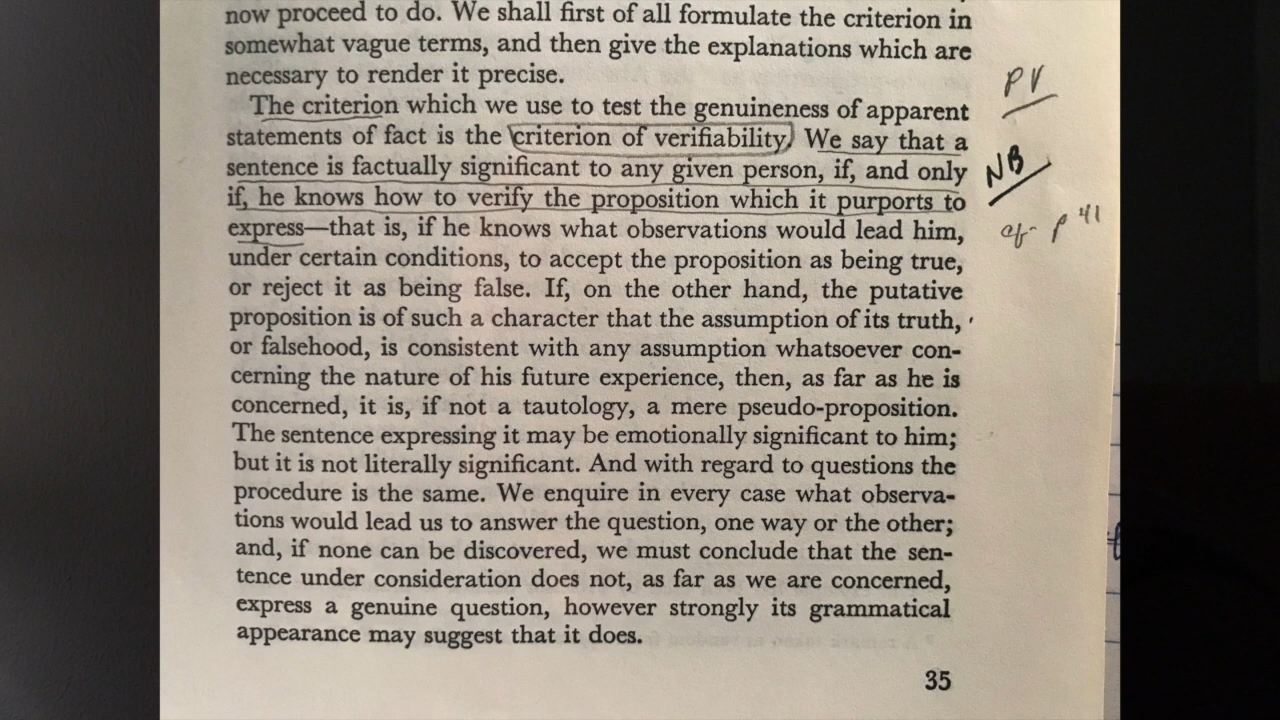 now proceed to do. We shall first of all formulate the criterion in
somewhat vague terms, and then give the explanations which are
necessary to render it precise.
The criterion which we use to test the genuineness of apparent
statements of fact is the criterion of verifiability. We say that a
sentence is factually significant to any given person, if, and only
if, he knows how to verify the proposition which it purports to
express—that is, if he knows what observations would lead him,
under certain conditions, to accept the proposition as being true,
or reject it as being false. If, on the other hand, the putative
proposition is of such a character that the assumption of its truth,
or falsehood, is consistent with any assumption whatsoever con-
cerning the nature of his future experience, then, as far as he is
concerned, it is, if not a tautology, a mere pseudo-proposition.
The sentence expressing it may be emotionally significant to him;
but it is not literally significant. And with regard to questions the
procedure is the same. We enquire in every case what observa-
tions would lead us to answer the question, one way or the other;
and, if none can be discovered, we must conclude that the sen-
tence under consideration does not, as far as we are concerned,
express a genuine question, however strongly its grammatical
appearance may suggest that it does.
35
PV
NB
cf p 41